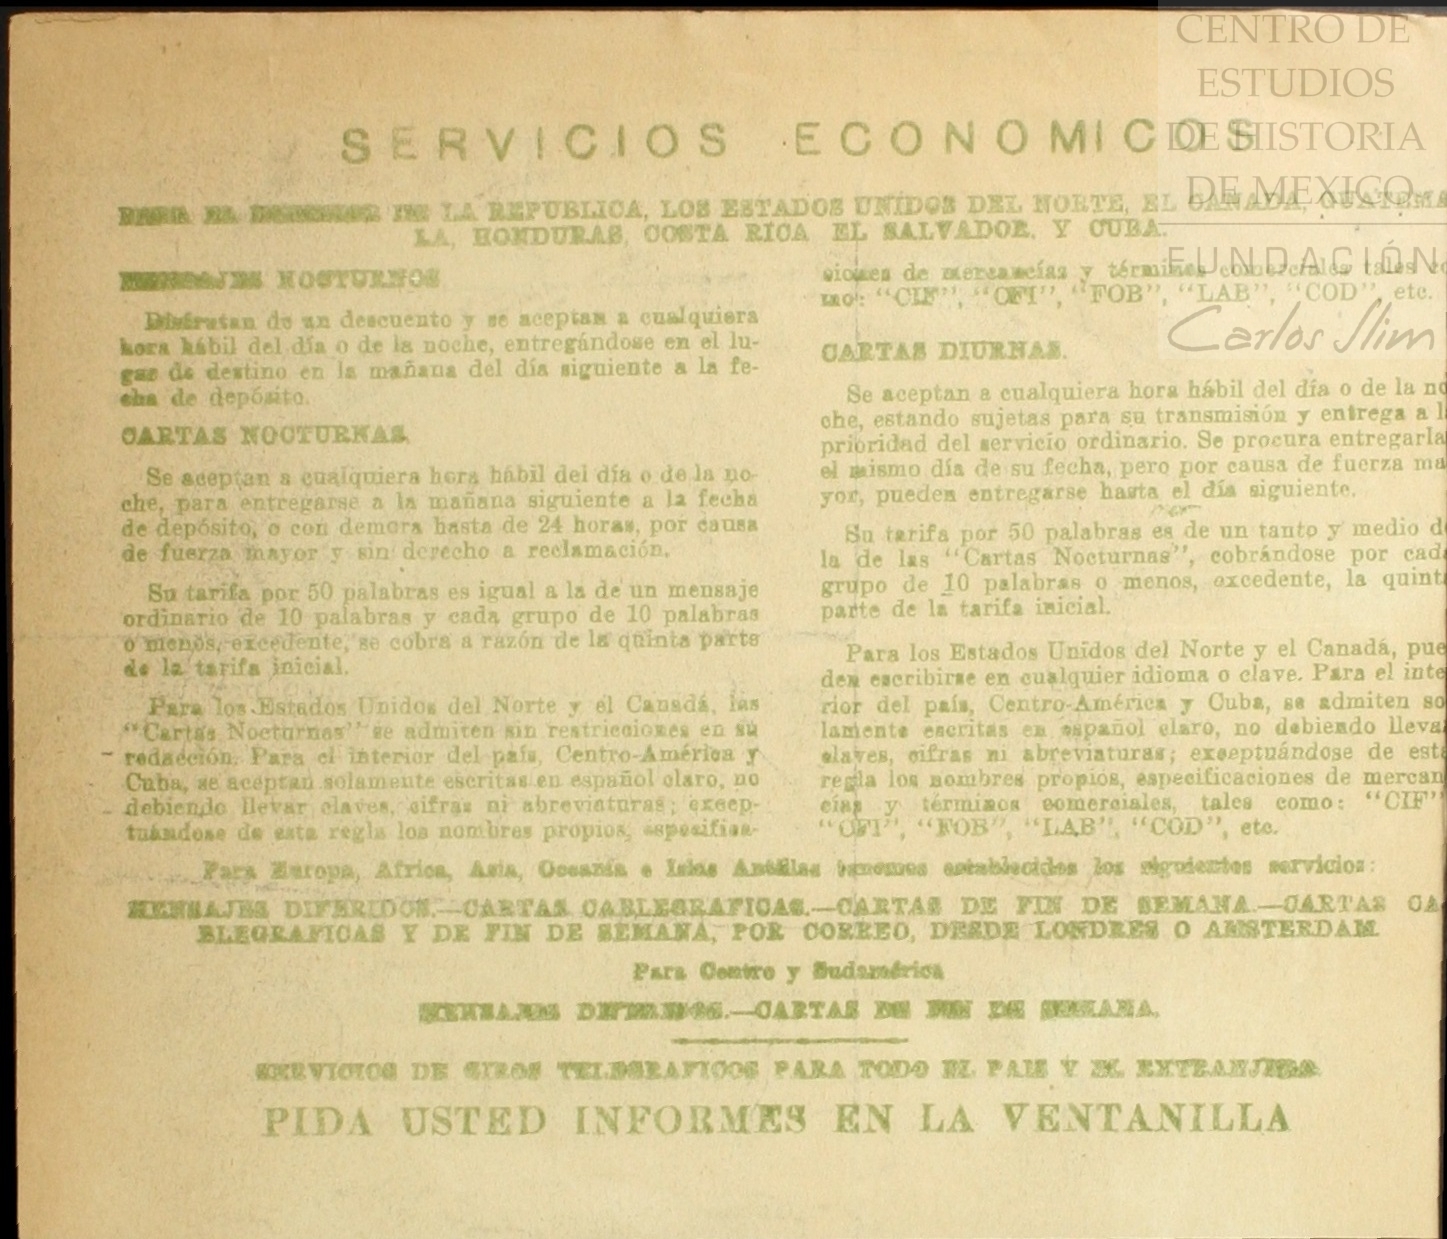 SERVICIOS ECONOMICOS
PARA EL INTERIOR DE LA REPUBLICA, LOS ESTADOS UNIDOS DEL NORTE, EL CANADA, GUATEMA
LA, HONDURAS, COSTA RICA EL SALVADOR, Y CUBA.
MENSAJES NOCTURNOS
Disfrutan de un descuento y se aceptan a cualquiera
hora hábil del día o de la noche, entregándose en el lu-
gar de destino en la mañana del día siguiente a la fe-
cha de depósito.
CARTAS NOCTURNAS.
Se aceptan a cualquiera hora hábil del día o de la no-
che, para entregarse a la mañana siguiente a la fecha
de depósito, o con demora hasta de 24 horas, por causa
de fuerza mayor y sin derecho a reclamación.
Su tarifa por 50 palabras es igual a la de un mensaje
ordinario de 10 palabras y cada grupo de 10 palabras
o menos, excedente, se cobra a razón de la quinta parte
de la tarifa inicial.
Para los Estados Unidos del Norte y el Canadá, las
"Cartas Nocturnas" se admiten sin restricciones en su
redacción. Para el interior del país, Centro-América y
Cuba, se aceptan solamente escritas en español claro, no
debiendo llevar claves, cifras ni abreviaturas; excep-
tuándose de esta regla los nombres propios, especifica-
ciones de mercancías y términos comerciales tales co
mo: "CIF", "OFI", "FOB", "LAB", "COD", etc.
CARTAS DIURNAS.
Se aceptan a cualquiera hora hábil del día o de la no
che, estando sujetas para su transmisión y entrega a l
prioridad del servicio ordinario. Se procura entregarla
el mismo día de su fecha, pero por causa de fuerza ma
yor, pueden entregarse hasta el día siguiente.
Su tarifa por 50 palabras es de un tanto y medio de
la de las "Cartas Nocturnas", cobrándose por cada
grupo de 10 palabras o menos, excedente, la quint
parte de la tarifa inicial.
Para los Estados Unidos del Norte y el Canadá, pue
den escribirse en cualquier idioma o clave. Para el inte
rior del país, Centro-América y Cuba, se admiten so
lamente escritas en español claro, no debiendo lleva
claves, cifras ni abreviaturas; exceptuándose de est
regla los nombres propios, especificaciones de mercan
cías y términos comerciales, tales como: "CIF"
"OFI", "FOB", "LAB", "COD", etc.
Para Europa, Africa, Asia, Oceanía e Islas Antillas tenemos establecidos los siguientes servicios:
MENSAJES DIFERIDOS.—CARTAS CABLEGRAFICAS.—CARTAS DE FIN DE SEMANA.—CARTAS CA
BLEGRAFICAS Y DE FIN DE SEMANA, POR CORREO, DESDE LONDRES O AMSTERDAM.
Para Centro y Sudamérica
MENSAJES DIFERIDOS.—CARTAS DE FIN DE SEMANA.
SERVICIOS DE GIROS TELEGRAFICOS PARA TODO EL PAIS Y EL EXTRANJERO
PIDA USTED INFORMES EN LA VENTANILLA
CENTRO DE
ESTUDIOS
DE HISTORIA
DE MEXICO
FUNDACIÓN
Carlos Slim